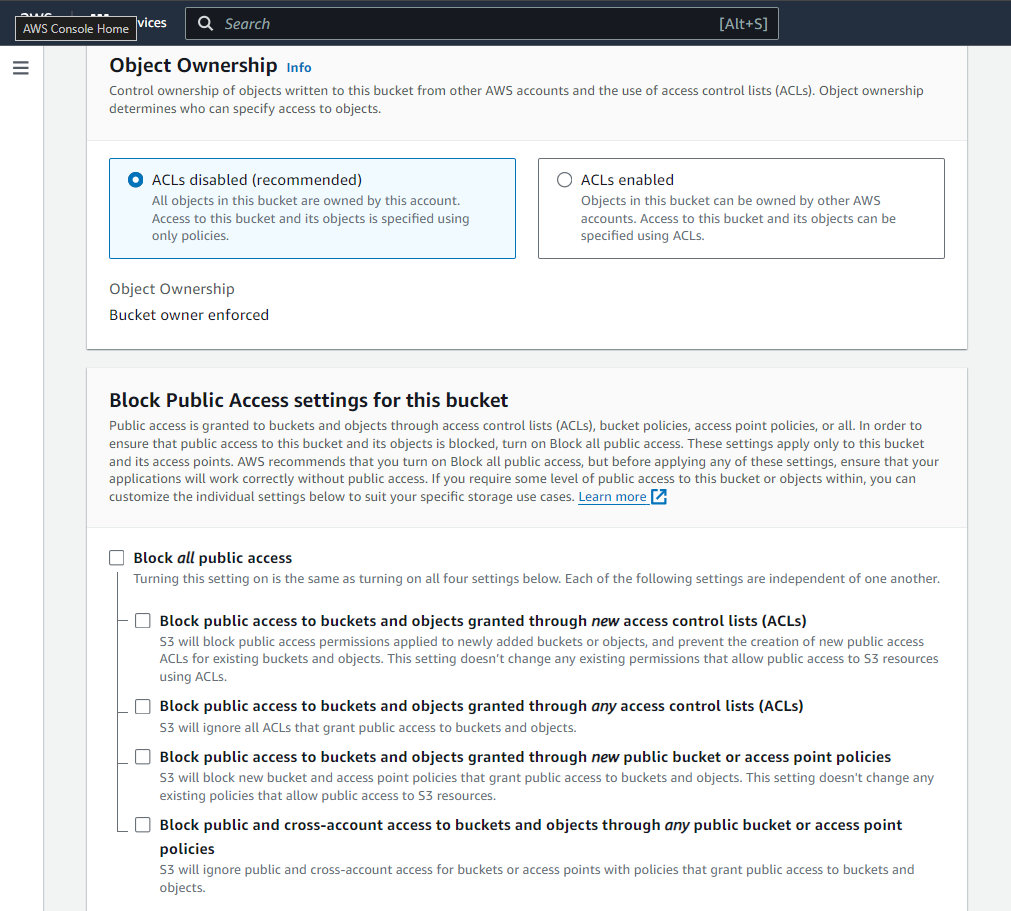 AWS Console Home
vices
Search
[Alt+S]
Object Ownership Info
Control ownership of objects written to this bucket from other AWS accounts and the use of access control lists (ACLs). Object ownership
determines who can specify access to objects.
ACLs disabled (recommended)
All objects in this bucket are owned by this account.
Access to this bucket and its objects is specified using
only policies.
ACLs enabled
Objects in this bucket can be owned by other AWS
accounts. Access to this bucket and its objects can be
specified using ACLs.
Object Ownership
Bucket owner enforced
Block Public Access settings for this bucket
Public access is granted to buckets and objects through access control lists (ACLs), bucket policies, access point policies, or all. In order to
ensure that public access to this bucket and its objects is blocked, turn on Block all public access. These settings apply only to this bucket
and its access points. AWS recommends that you turn on Block all public access, but before applying any of these settings, ensure that your
applications will work correctly without public access. If you require some level of public access to this bucket or objects within, you can
customize the individual settings below to suit your specific storage use cases. Learn more
Block all public access
Turning this setting on is the same as turning on all four settings below. Each of the following settings are independent of one another.
Block public access to buckets and objects granted through new access control lists (ACLs)
S3 will block public access permissions applied to newly added buckets or objects, and prevent the creation of new public access
ACLs for existing buckets and objects. This setting doesn't change any existing permissions that allow public access to S3 resources
using ACLs.
Block public access to buckets and objects granted through any access control lists (ACLs)
S3 will ignore all ACLs that grant public access to buckets and objects.
Block public access to buckets and objects granted through new public bucket or access point policies
S3 will block new bucket and access point policies that grant public access to buckets and objects. This setting doesn't change any
existing policies that allow public access to S3 resources.
Block public and cross-account access to buckets and objects through any public bucket or access point
policies
S3 will ignore public and cross-account access for buckets or access points with policies that grant public access to buckets and
objects.